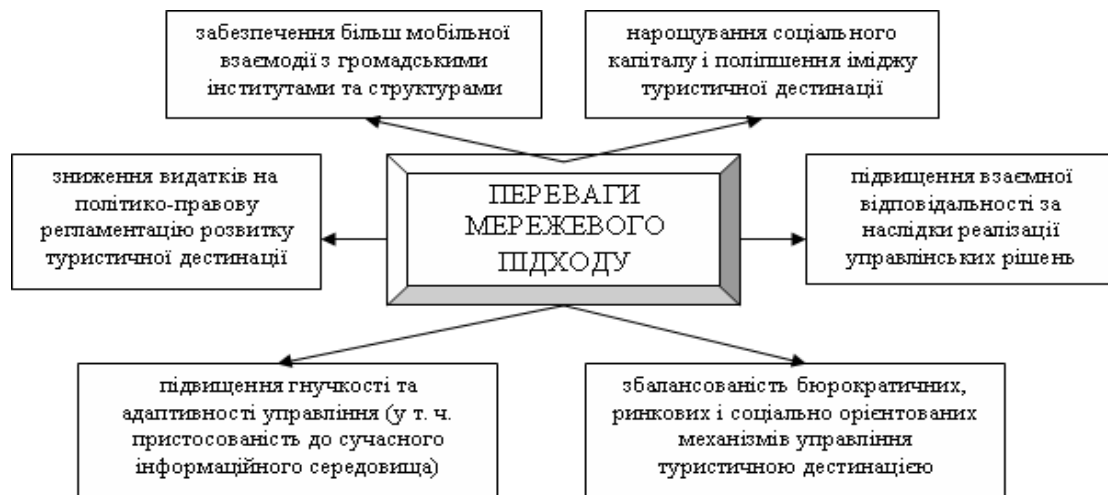 забезпечення більш мобільної
взаємодії з громадськими
інститутами та структурами
нарощування соціального
капіталу і поліпшення іміджу
туристичної дестинації
зниження видатків на
політико-правову
регламентацію розвитку
туристичної дестинації
ПЕРЕВАГИ
МЕРЕЖЕВОГО
ПІДХОДУ
підвищення взаємної
відповідальності за
наслідки реалізації
управлінських рішень
підвищення гнучкості та
адаптивності управління (у т. ч.
пристосованість до сучасного
інформаційного середовища)
збалансованість бюрократичних,
ринкових і соціально орієнтованих
механізмів управління
туристичною дестинацією